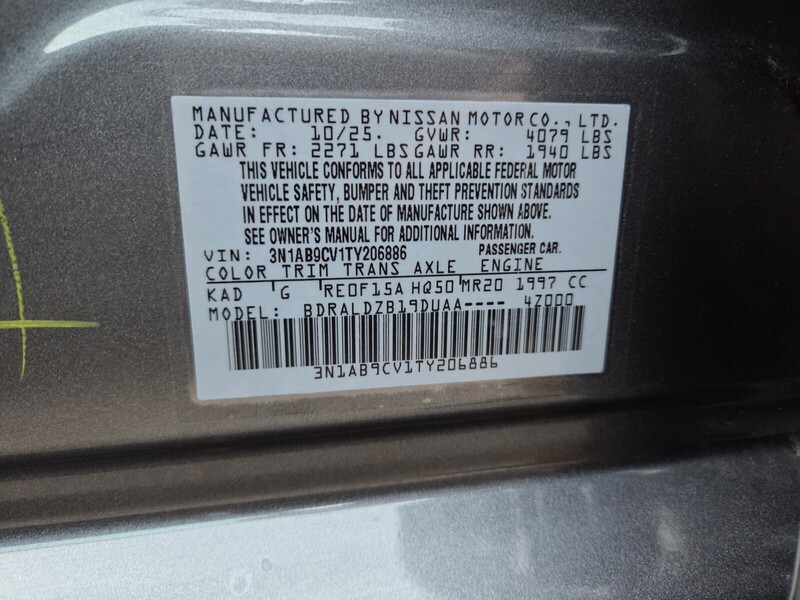 MANUFACTURED BY NISSAN MOTOR CO., LTD.
DATE: 10/25. GVWR: 4079 LBS
GAWR FR: 2271 LBS GAWR RR: 1940 LBS
THIS VEHICLE CONFORMS TO ALL APPLICABLE FEDERAL MOTOR
VEHICLE SAFETY, BUMPER AND THEFT PREVENTION STANDARDS
IN EFFECT ON THE DATE OF MANUFACTURE SHOWN ABOVE.
SEE OWNER'S MANUAL FOR ADDITIONAL INFORMATION.
VIN: 3N1AB9CV1TY206886 PASSENGER CAR.
COLOR TRIM TRANS AXLE ENGINE
KAD G RE0F15A HQ50 MR20 1997 CC
MODEL: BDRALDZB19DUAA---- 4Z000
3N1AB9CV1TY206886